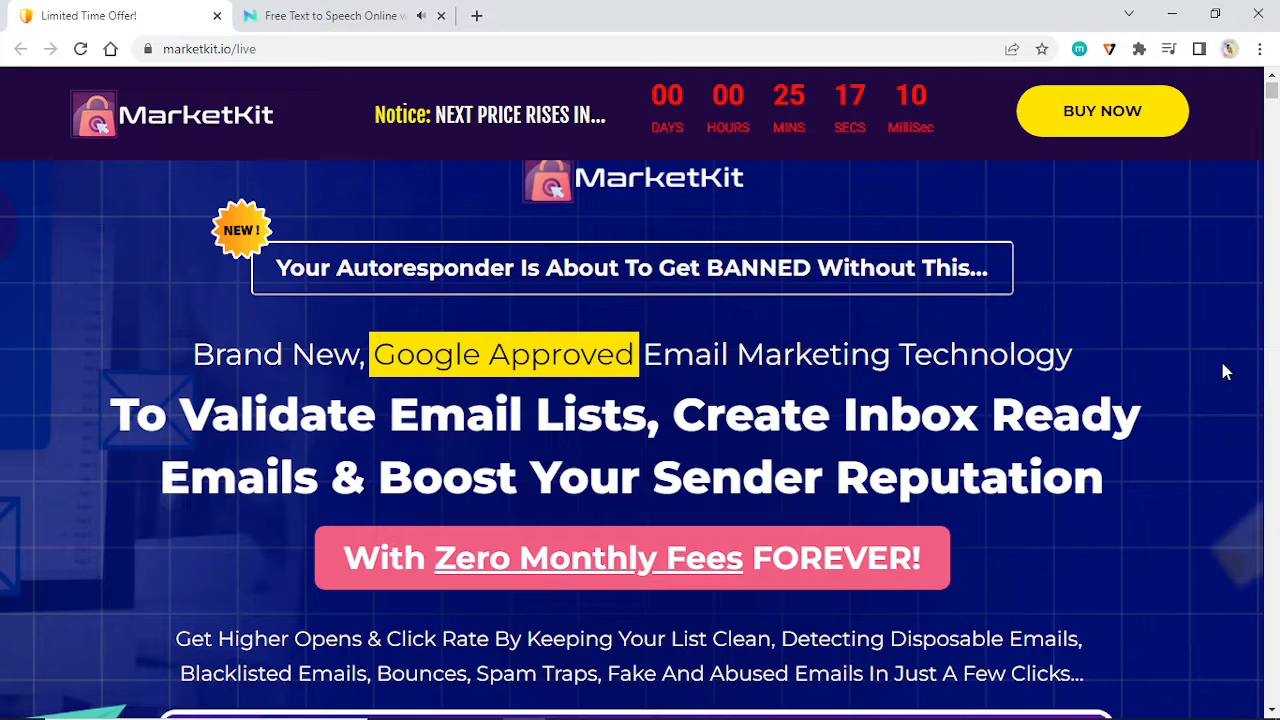 Limited Time Offer!
Free Text to Speech Online w
marketkit.io/live
m
MarketKit
Notice: NEXT PRICE RISES IN...
00 00 25 17 10
DAYS HOURS MINS SECS MilliSec
BUY NOW
MarketKit
NEW !
Your Autoresponder Is About To Get BANNED Without This...
Brand New, Google Approved Email Marketing Technology
To Validate Email Lists, Create Inbox Ready
Emails & Boost Your Sender Reputation
With Zero Monthly Fees FOREVER!
Get Higher Opens & Click Rate By Keeping Your List Clean, Detecting Disposable Emails,
Blacklisted Emails, Bounces, Spam Traps, Fake And Abused Emails In Just A Few Clicks...